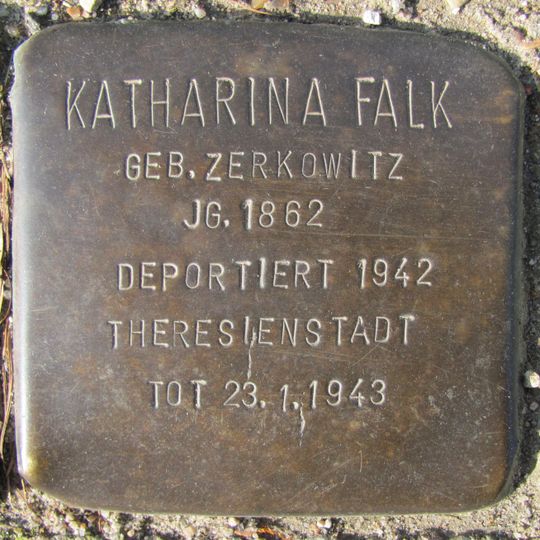 KATHARINA FALK
GEB. ZERKOWITZ
JG. 1862
DEPORTIERT 1942
THERESIENSTADT
TOT 23.1.1943